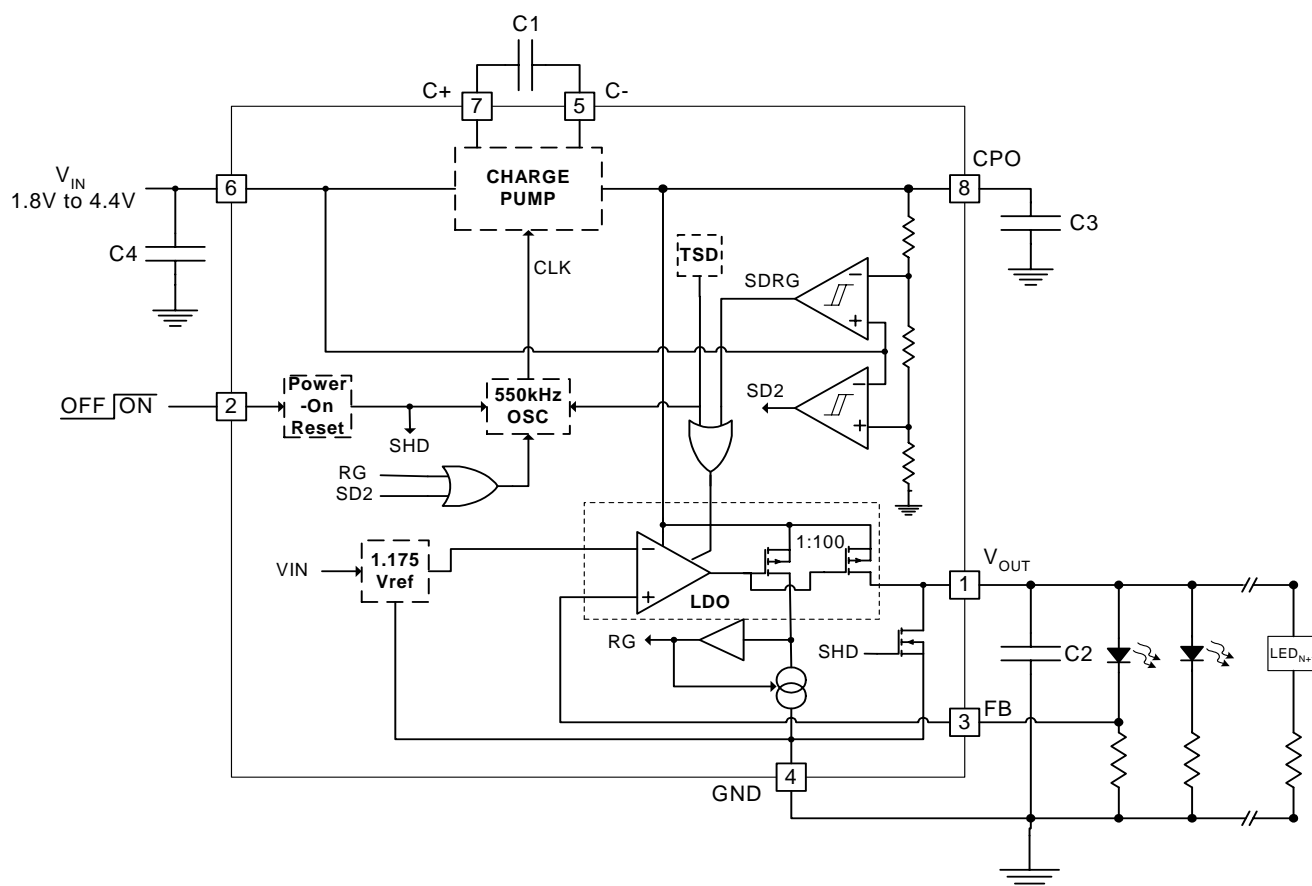 C1
C+
7
5
C-
V_IN
1.8V to 4.4V
6
CHARGE
PUMP
CPO
8
C3
C4
TSD
CLK
SDRG
−
+
OFF ON
2
Power
-On
Reset
550kHz
OSC
SD2
−
+
SHD
RG
SD2
1:100
VIN
1.175
Vref
−
+
LDO
1
V_OUT
RG
SHD
C2
LED_N+
FB
3
4
GND